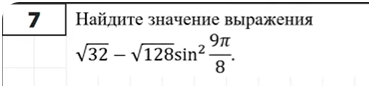 7
Найдите значение выражения
√32 − √128sin² 9π/8.